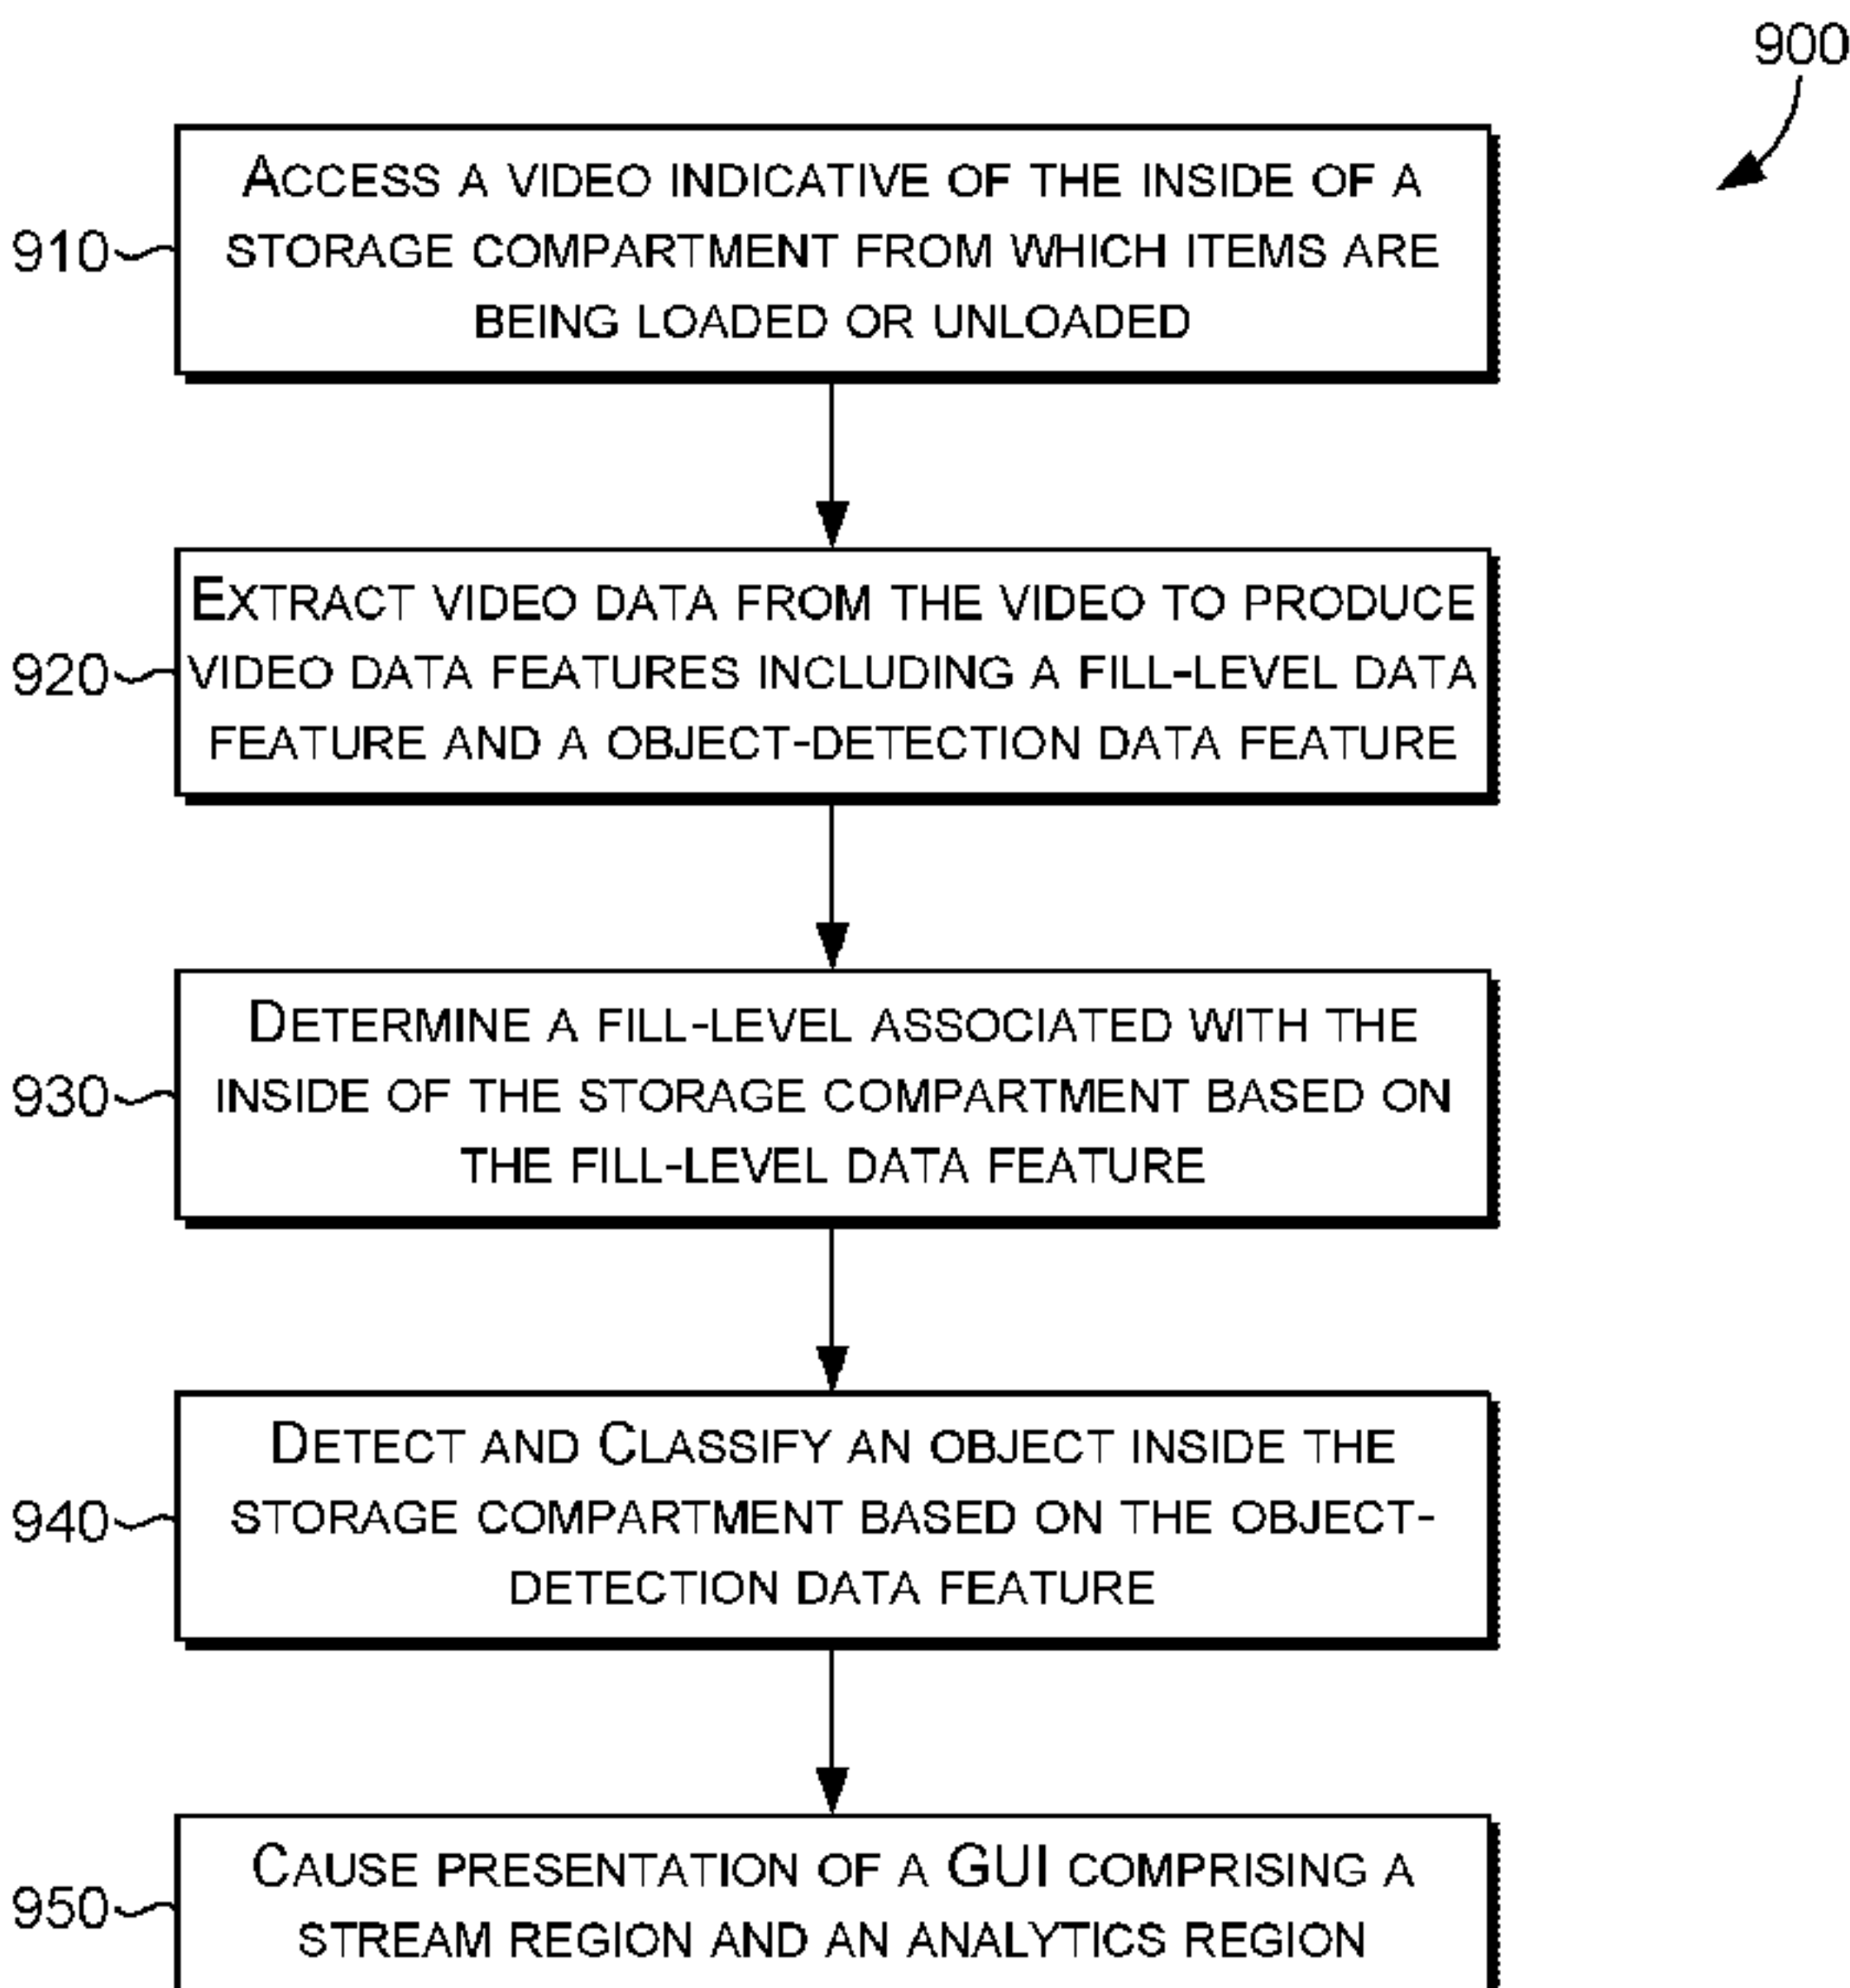 900
910
ACCESS A VIDEO INDICATIVE OF THE INSIDE OF A
STORAGE COMPARTMENT FROM WHICH ITEMS ARE
BEING LOADED OR UNLOADED
920
EXTRACT VIDEO DATA FROM THE VIDEO TO PRODUCE
VIDEO DATA FEATURES INCLUDING A FILL-LEVEL DATA
FEATURE AND A OBJECT-DETECTION DATA FEATURE
930
DETERMINE A FILL-LEVEL ASSOCIATED WITH THE
INSIDE OF THE STORAGE COMPARTMENT BASED ON
THE FILL-LEVEL DATA FEATURE
940
DETECT AND CLASSIFY AN OBJECT INSIDE THE
STORAGE COMPARTMENT BASED ON THE OBJECT-
DETECTION DATA FEATURE
950
CAUSE PRESENTATION OF A GUI COMPRISING A
STREAM REGION AND AN ANALYTICS REGION